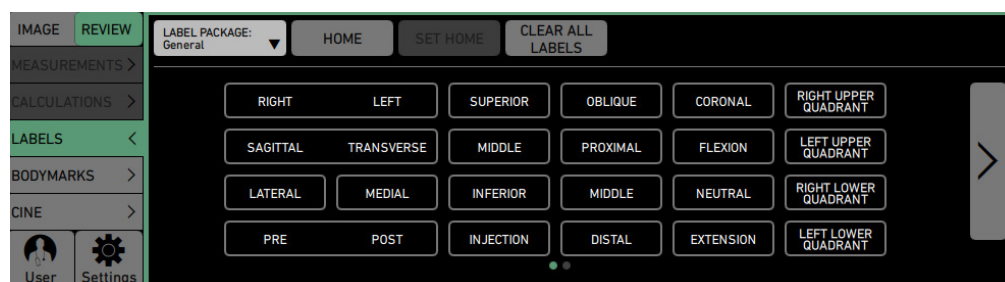 IMAGE REVIEW
LABEL PACKAGE:
General
HOME
SET HOME
CLEAR ALL
LABELS
MEASUREMENTS >
CALCULATIONS >
LABELS <
BODYMARKS >
CINE >
User Settings
RIGHT LEFT SUPERIOR OBLIQUE CORONAL RIGHT UPPER
QUADRANT
SAGITTAL TRANSVERSE MIDDLE PROXIMAL FLEXION LEFT UPPER
QUADRANT
LATERAL MEDIAL INFERIOR MIDDLE NEUTRAL RIGHT LOWER
QUADRANT
PRE POST INJECTION DISTAL EXTENSION LEFT LOWER
QUADRANT